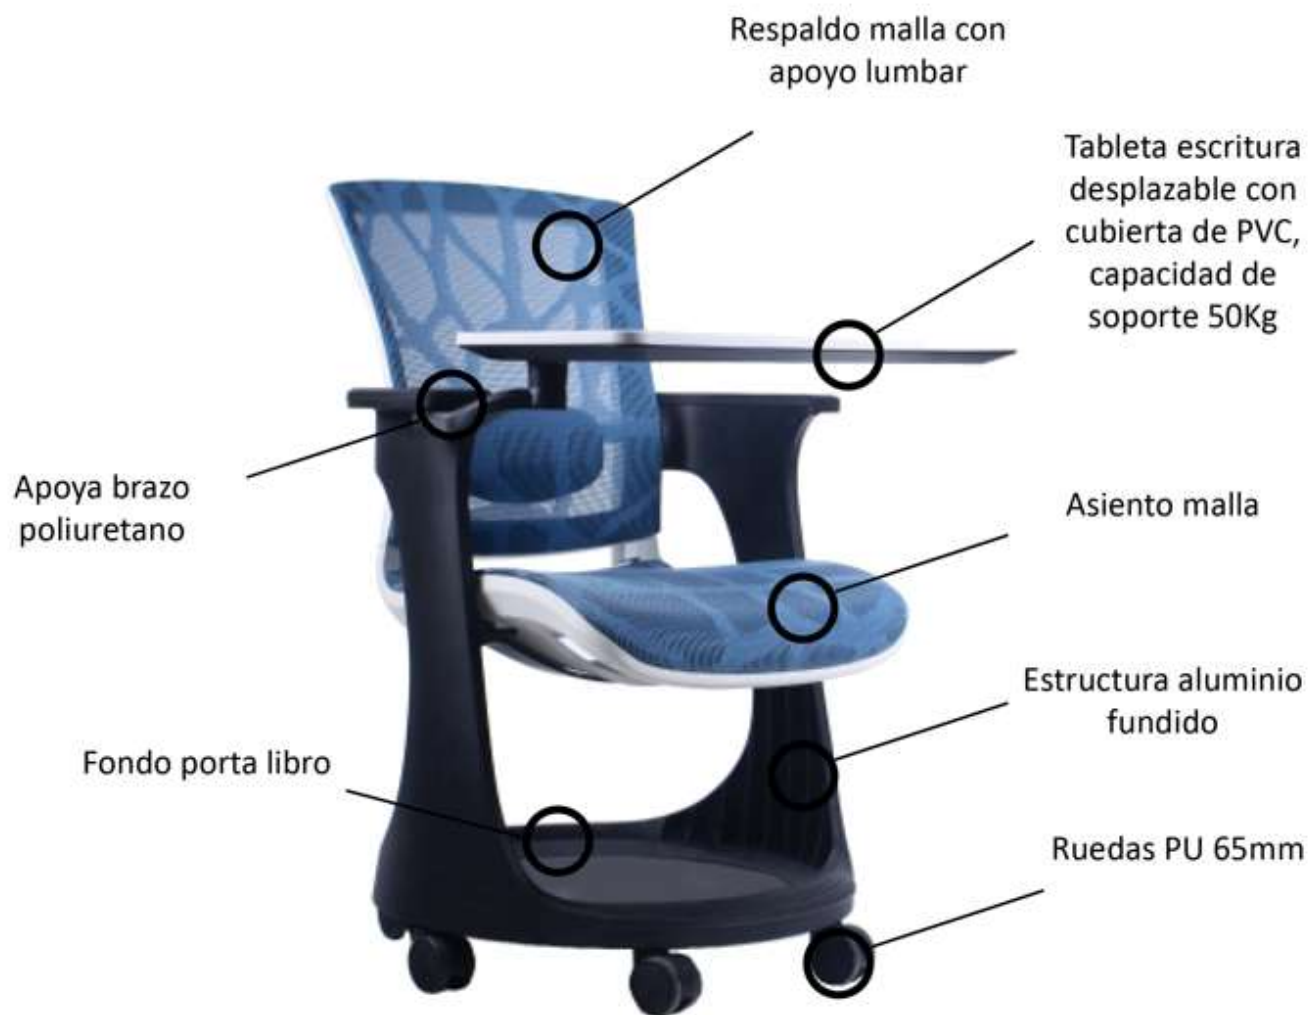 Respaldo malla con
apoyo lumbar
Tableta escritura
desplazable con
cubierta de PVC,
capacidad de
soporte 50Kg
Apoya brazo
poliuretano
Asiento malla
Estructura aluminio
fundido
Fondo porta libro
Ruedas PU 65mm